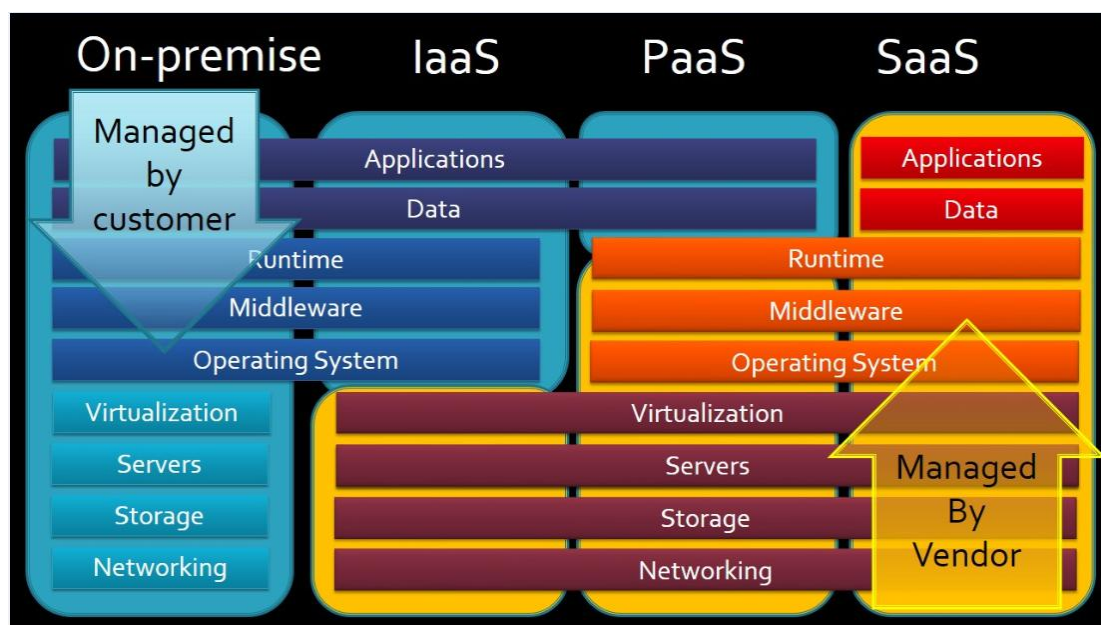 On-premise IaaS PaaS SaaS
Managed
by
customer
Applications Applications
Data Data
Runtime Runtime
Middleware Middleware
Operating System Operating System
Virtualization Virtualization
Servers Servers
Storage Storage
Networking Networking
Managed
By
Vendor